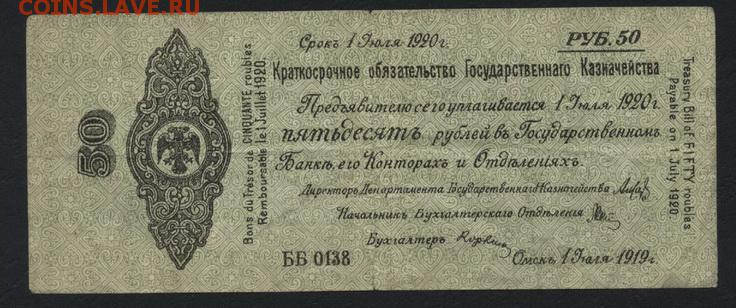 COINS.LAVE.RU
Срокъ 1 Июля 1920 г.
РУБ. 50
Краткосрочное обязательство Государственнаго Казначейства
Предъявителю сего уплачивается 1 Июля 1920 г.
пятьдесятъ рублей въ Государственномъ
Банкѣ, его Конторахъ и Отдѣленіяхъ.
Директоръ Департамента Государственнаго Казначейства
Начальникъ Бухгалтерскаго Отдѣленія
Бухгалтеръ
ББ 0138
Омскъ, 1 Июля 1919 г.
50
Bons du Trésor de CINQUANTE roubles
Remboursable le 1 Juillet 1920.
Treasury Bill of FIFTY roubles
Payable on 1 July 1920.